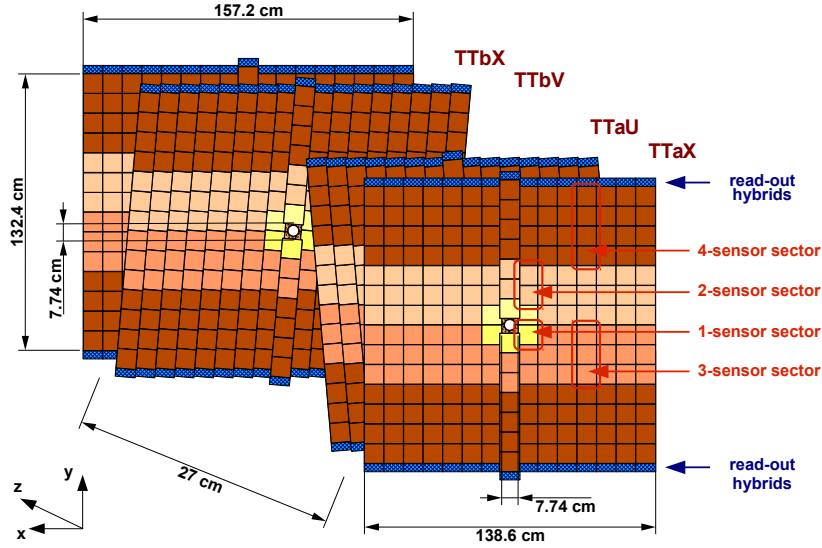 157.2 cm
TTbX
TTbV
TTaU
TTaX
132.4 cm
7.74 cm
read-out
hybrids
4-sensor sector
2-sensor sector
1-sensor sector
3-sensor sector
read-out
hybrids
27 cm
7.74 cm
138.6 cm
y
z
x